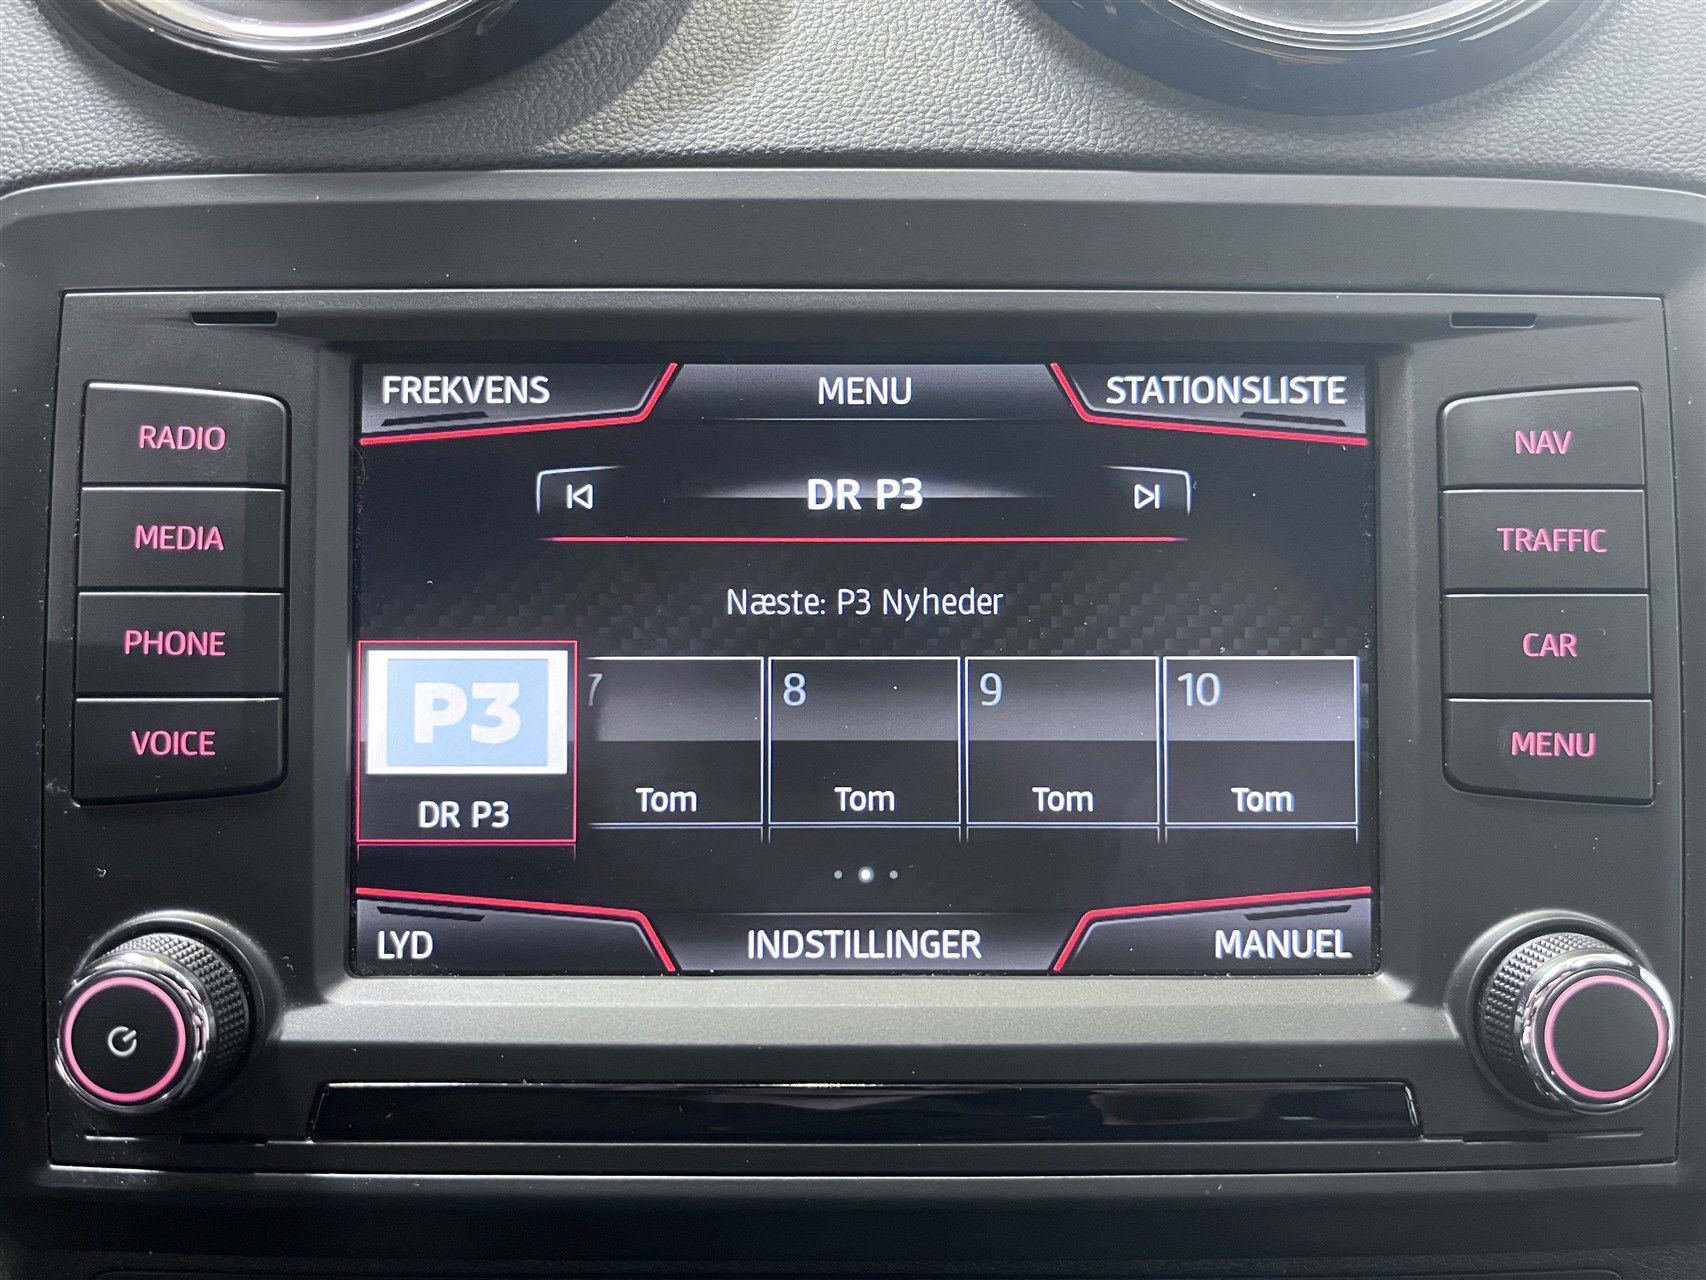 FREKVENS MENU STATIONSLISTE
RADIO
NAV
DR P3
MEDIA
TRAFFIC
Næste: P3 Nyheder
PHONE
CAR
P3 7 8 9 10
VOICE
MENU
DR P3 Tom Tom Tom Tom
LYD INDSTILLINGER MANUEL